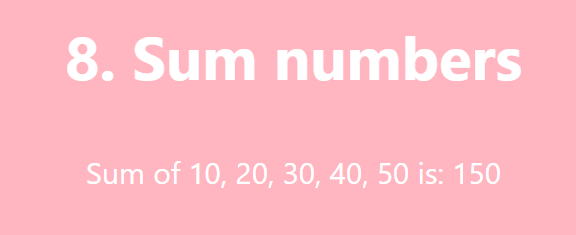 8. Sum numbers
Sum of 10, 20, 30, 40, 50 is: 150